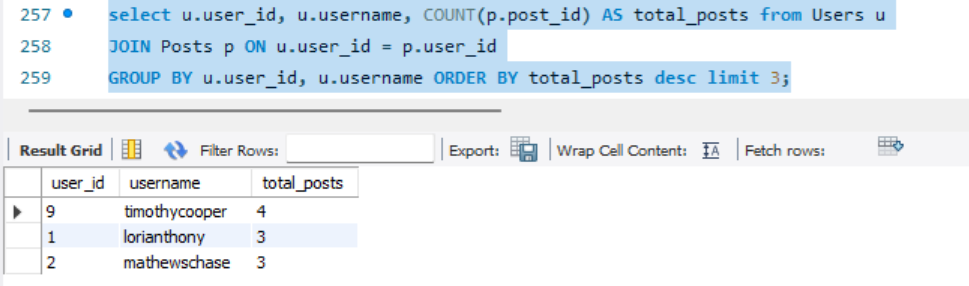 257 select u.user_id, u.username, COUNT(p.post_id) AS total_posts from Users u
258 JOIN Posts p ON u.user_id = p.user_id
259 GROUP BY u.user_id, u.username ORDER BY total_posts desc limit 3;
Result Grid Filter Rows: Export: Wrap Cell Content: IA Fetch rows:
user_id username total_posts
9 timothycooper 4
1 lorianthony 3
2 mathewschase 3